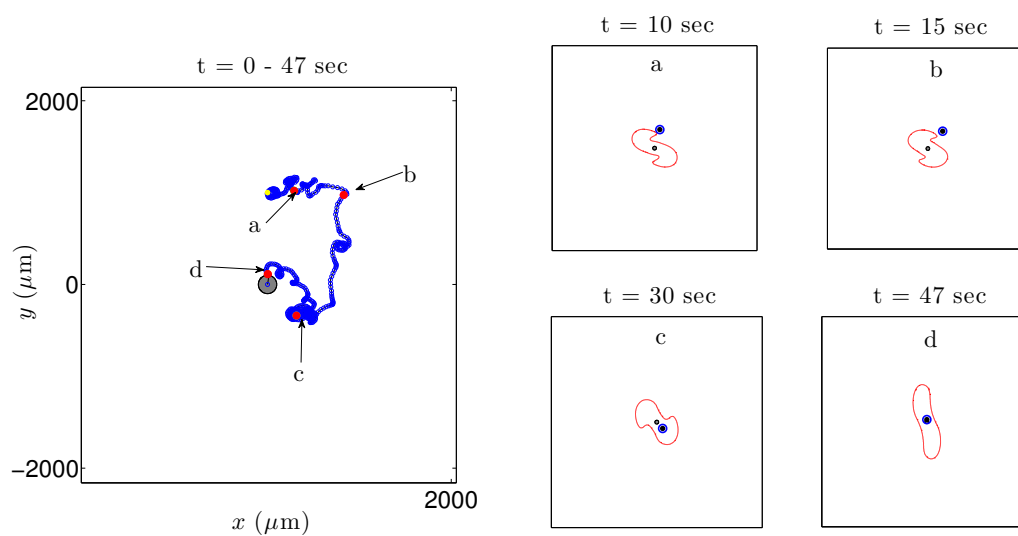 t = 0 - 47 sec
2000
0
−2000
2000
y (μm)
x (μm)
a
b
c
d
t = 10 sec
a
t = 15 sec
b
t = 30 sec
c
t = 47 sec
d